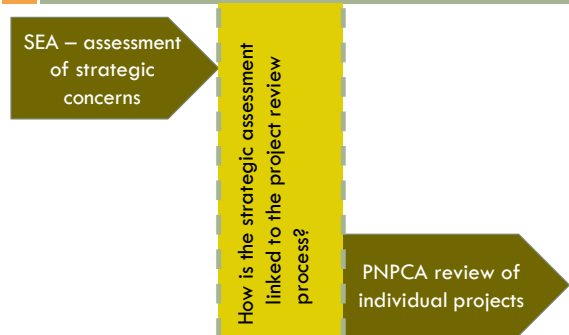 SEA – assessment
of strategic
concerns
How is the strategic assessment
linked to the project review
process?
PNPCA review of
individual projects